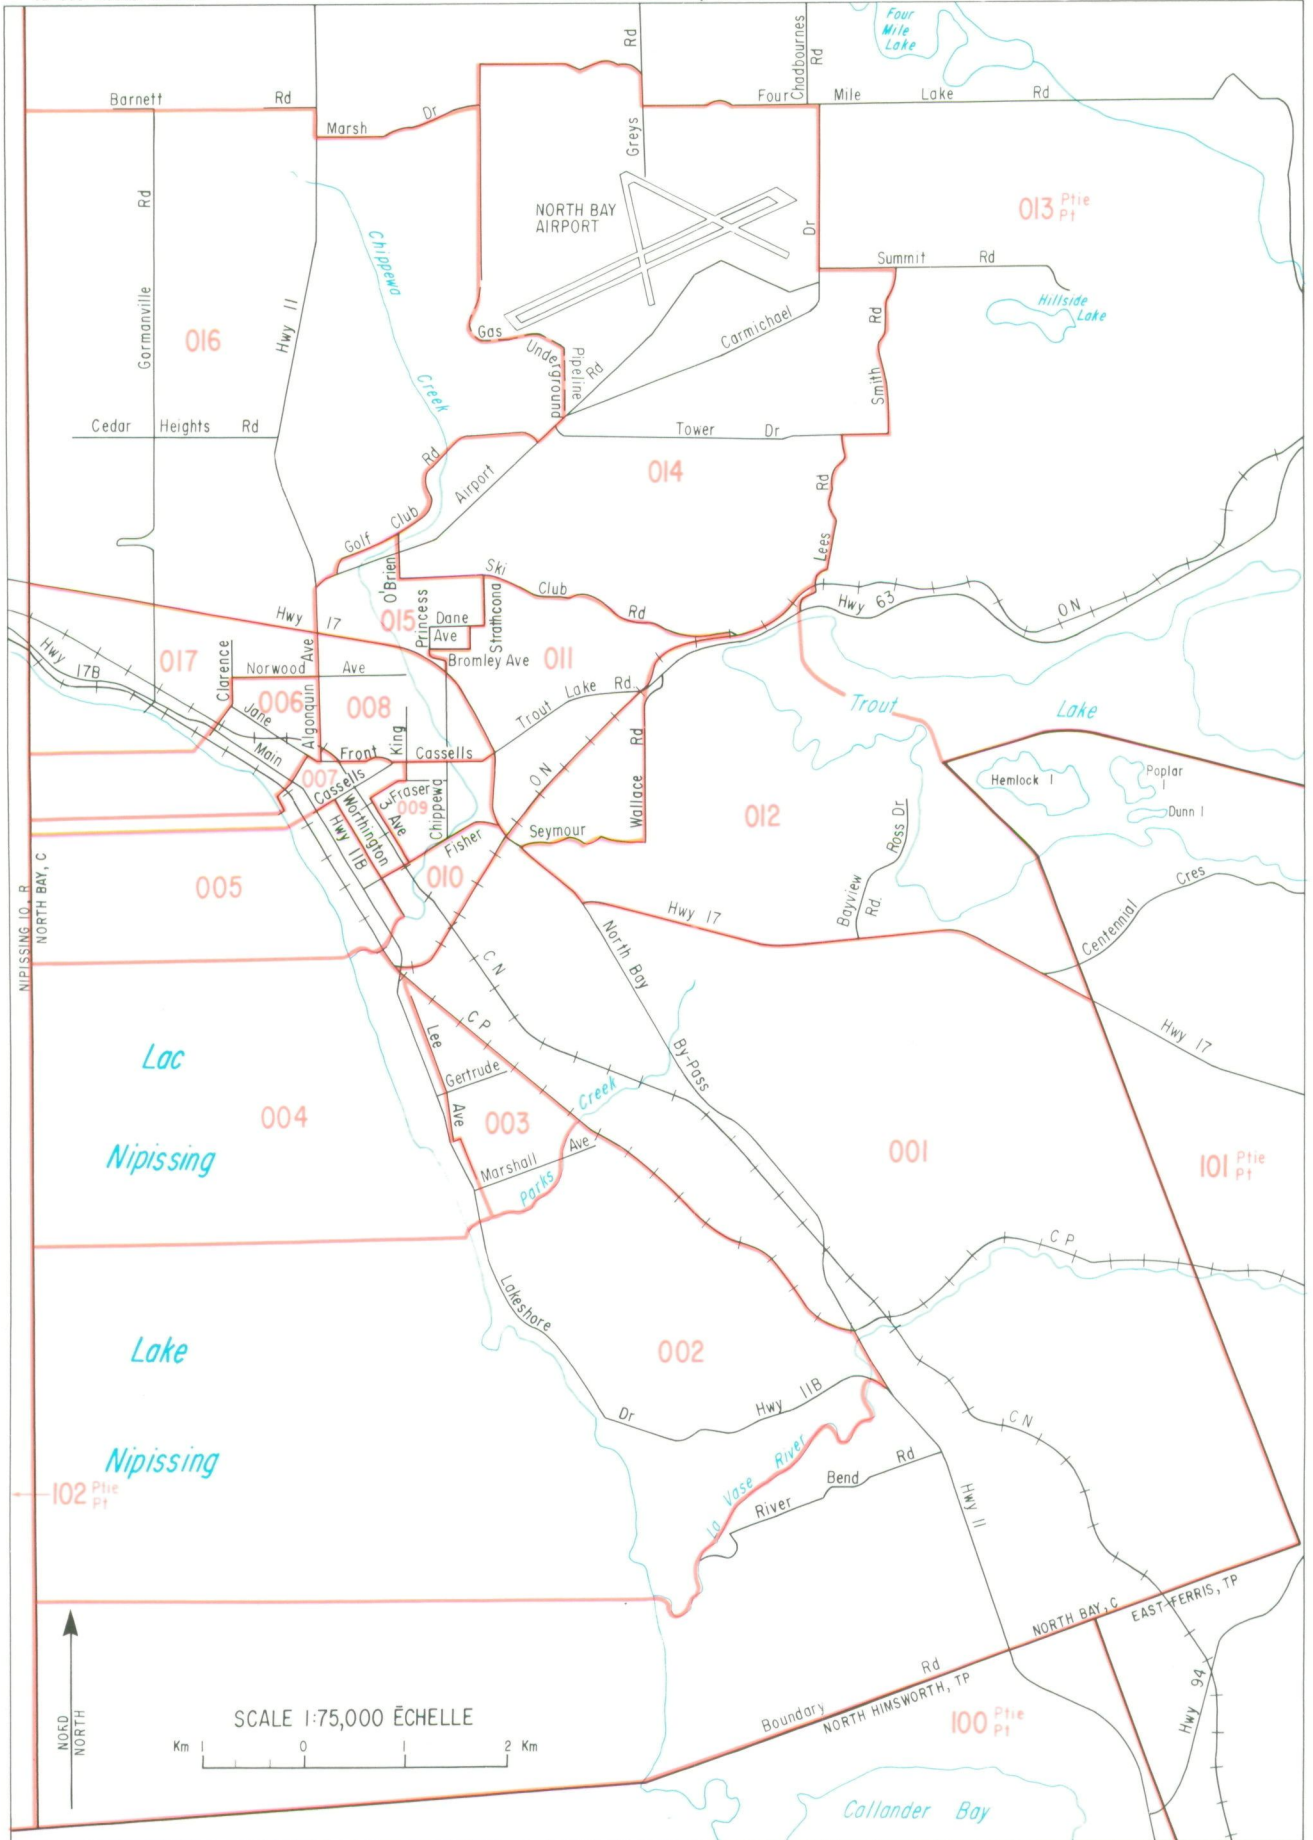 Four
Mile
Lake
Chadbournes
Rd
Rd
Barnett Rd
Marsh Dr
Four Mile Lake Rd
Greys
NORTH BAY
AIRPORT
Rd
Dr
013 Ptie
Pt
Chippewa
Creek
Summit Rd
Hillside
Lake
Gormanville
Hwy 11
016
Gas
Underground
Pipeline
Rd
Carmichael
Rd
Smith
Cedar Heights Rd
Tower Dr
Rd
Airport
014
Rd
Golf Club
Lees
O'Brien
Ski Club Rd
Hwy 63
ON
Hwy 17
015
Princess
Dane
Ave
Strathcona
Bromley Ave
011
Hwy 17B
017
Clarence
Norwood Ave
Algonquin Ave
006
Jane
008
King
Trout Lake Rd
Trout Lake
Main
Front
Cassells
007
Cassells
Fraser
009
3 Ave
Worthington
Hwy 11B
Chippewa
Fisher
ON
Seymour
Wallace Rd
012
Ross Dr
Bayview
Rd.
Hemlock I
Poplar
I
Dunn I
Centennial Cres
005
010
NIPISSING 10, R
NORTH BAY, C
Hwy 17
North Bay By-Pass
CN
CP
Hwy 17
Lac
Nipissing
004
Lee Ave
Gertrude
003
Creek
Marshall Ave
Parks
001
101 Ptie
Pt
CP
Lakeshore Dr
002
Lake
Nipissing
Hwy 11B
CN
102 Ptie
Pt
La Vase River
River Bend Rd
Hwy 11
NORTH BAY, C
EAST FERRIS, TP
Boundary Rd
NORTH HIMSWORTH, TP
100 Ptie
Pt
Hwy 94
NORD
NORTH
SCALE 1:75,000 ÉCHELLE
Km 1 0 1 2 Km
Callander Bay